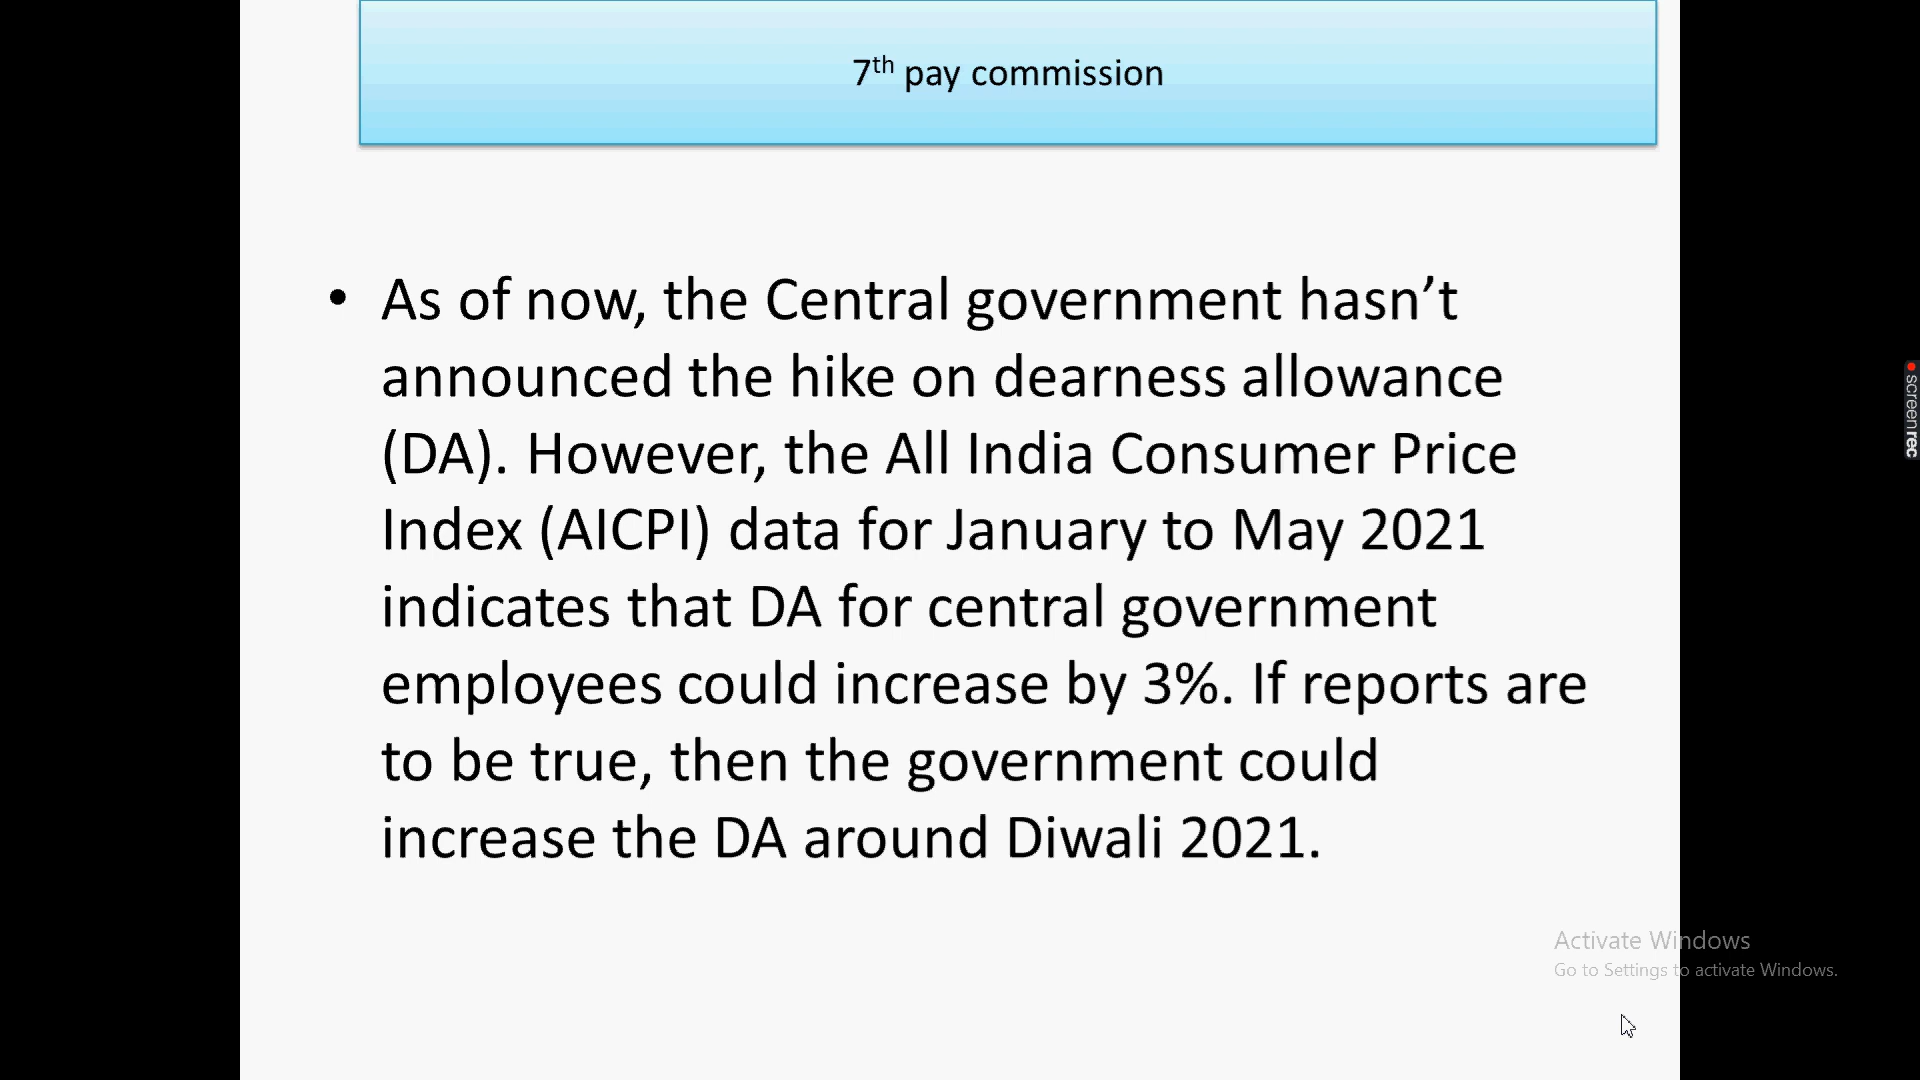 7th pay commission
• As of now, the Central government hasn’t
announced the hike on dearness allowance
(DA). However, the All India Consumer Price
Index (AICPI) data for January to May 2021
indicates that DA for central government
employees could increase by 3%. If reports are
to be true, then the government could
increase the DA around Diwali 2021.
Activate Windows
Go to Settings to activate Windows.
screenrec